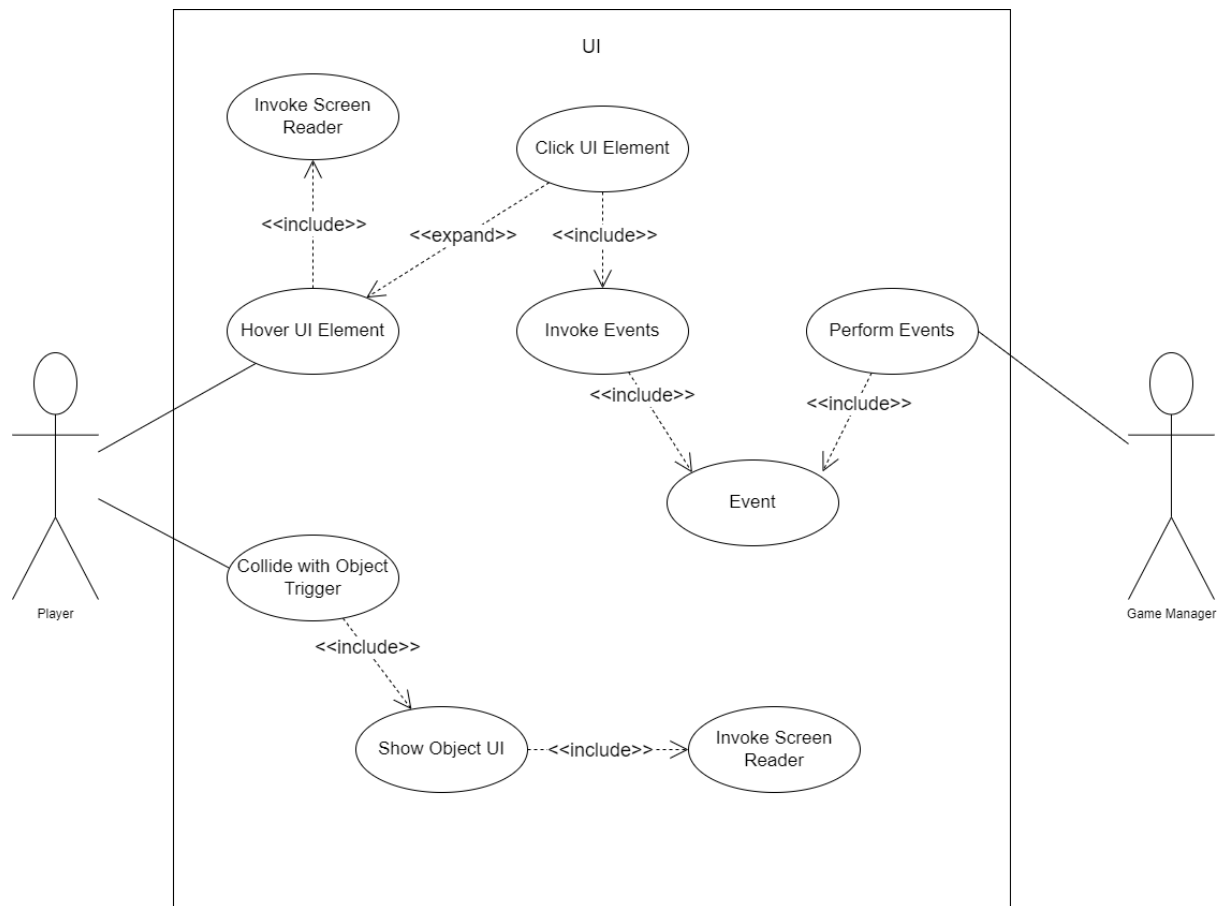 UI
Invoke Screen
Reader
Click UI Element
<<include>>
<<expand>>
<<include>>
Hover UI Element
Invoke Events
Perform Events
<<include>>
<<include>>
Event
Collide with Object
Trigger
Player
Game Manager
<<include>>
Show Object UI
<<include>>
Invoke Screen
Reader